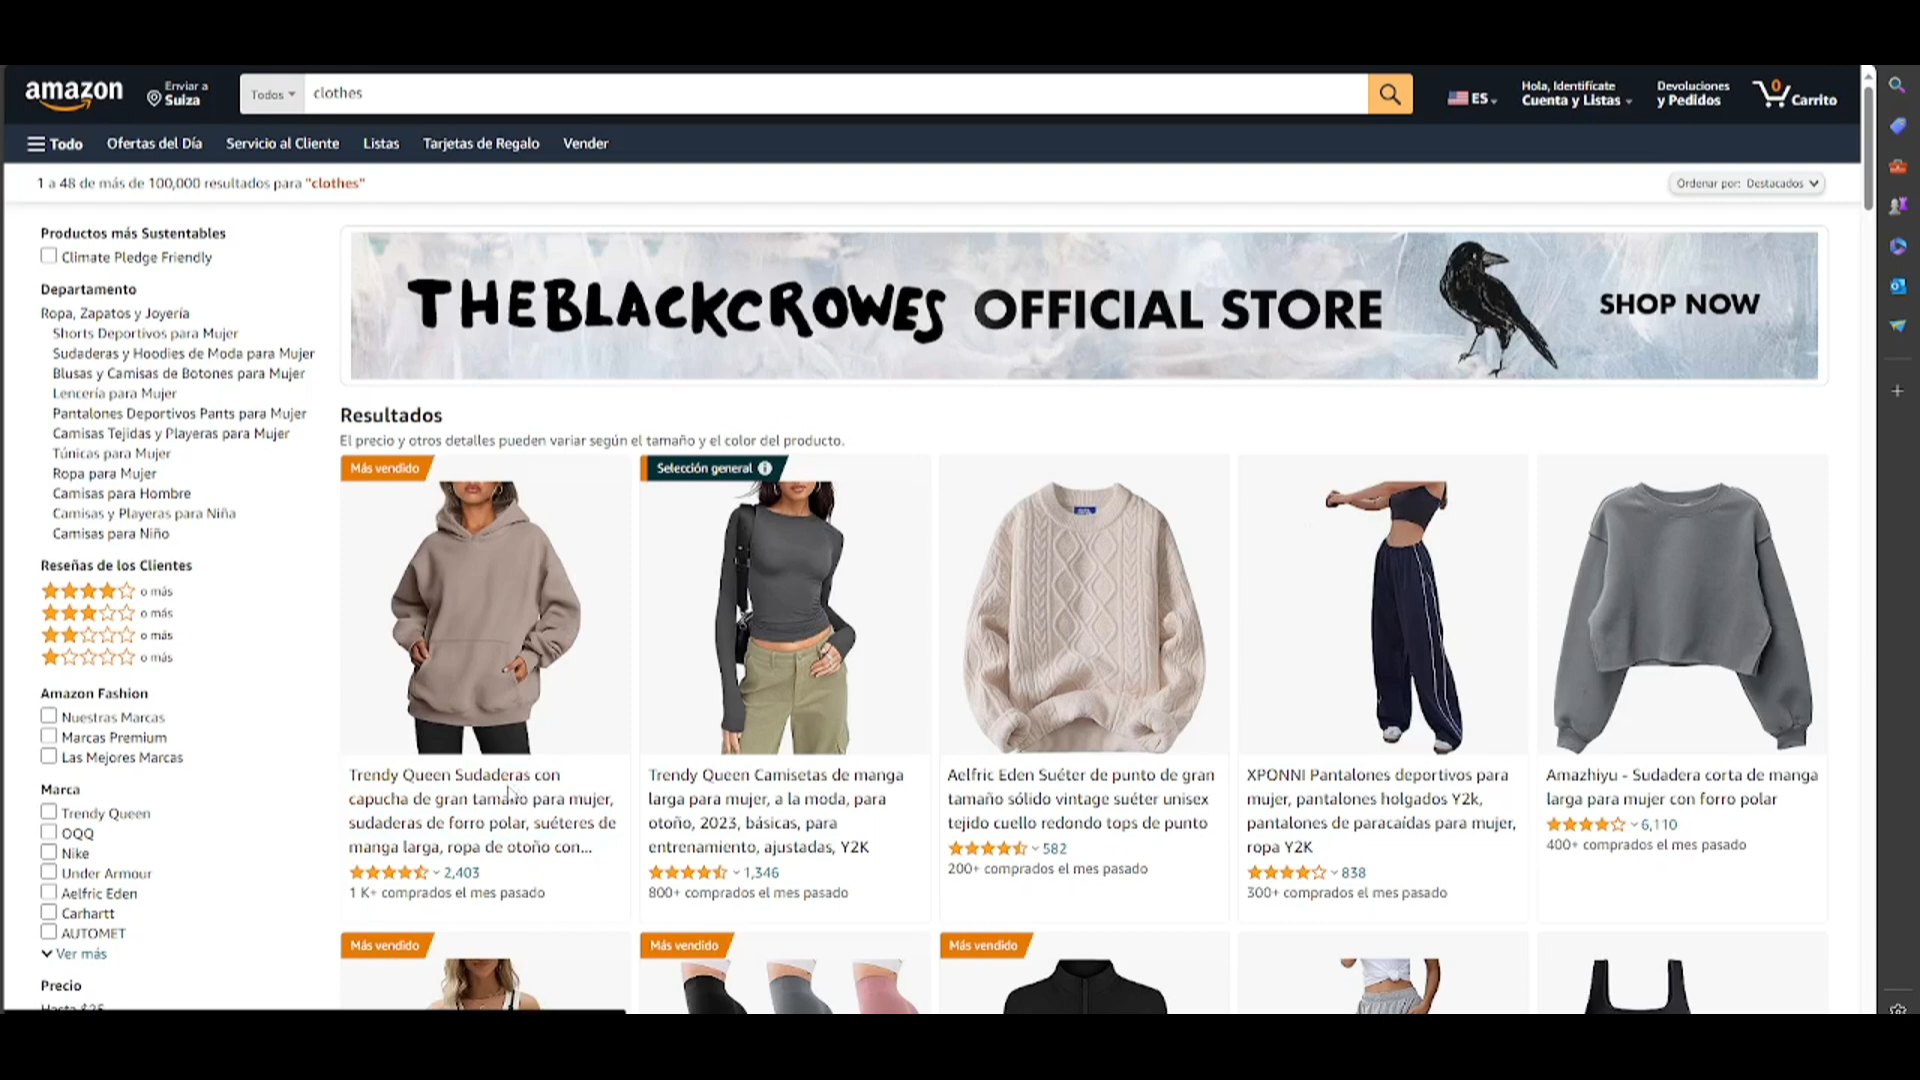 amazon
Enviar a
Suiza
Todos
clothes
ES
Hola, Identifícate
Cuenta y Listas
Devoluciones
y Pedidos
0
Carrito
Todo
Ofertas del Día
Servicio al Cliente
Listas
Tarjetas de Regalo
Vender
1 a 48 de más de 100,000 resultados para "clothes"
Ordenar por: Destacados
Productos más Sustentables
Climate Pledge Friendly
Departamento
Ropa, Zapatos y Joyería
Shorts Deportivos para Mujer
Sudaderas y Hoodies de Moda para Mujer
Blusas y Camisas de Botones para Mujer
Lencería para Mujer
Pantalones Deportivos Pants para Mujer
Camisas Tejidas y Playeras para Mujer
Túnicas para Mujer
Ropa para Mujer
Camisas para Hombre
Camisas y Playeras para Niña
Camisas para Niño
Reseñas de los Clientes
o más
o más
o más
o más
Amazon Fashion
Nuestras Marcas
Marcas Premium
Las Mejores Marcas
Marca
Trendy Queen
OQQ
Nike
Under Armour
Aelfric Eden
Carhartt
AUTOMET
Ver más
Precio
Hasta $25
THEBLACKCROWES OFFICIAL STORE
SHOP NOW
Resultados
El precio y otros detalles pueden variar según el tamaño y el color del producto.
Más vendido
Trendy Queen Sudaderas con
capucha de gran tamaño para mujer,
sudaderas de forro polar, suéteres de
manga larga, ropa de otoño con...
2,403
1 K+ comprados el mes pasado
Selección general
Trendy Queen Camisetas de manga
larga para mujer, a la moda, para
otoño, 2023, básicas, para
entrenamiento, ajustadas, Y2K
1,346
800+ comprados el mes pasado
Aelfric Eden Suéter de punto de gran
tamaño sólido vintage suéter unisex
tejido cuello redondo tops de punto
582
200+ comprados el mes pasado
XPONNI Pantalones deportivos para
mujer, pantalones holgados Y2k,
pantalones de paracaídas para mujer,
ropa Y2K
838
300+ comprados el mes pasado
Amazhiyu - Sudadera corta de manga
larga para mujer con forro polar
6,110
400+ comprados el mes pasado
Más vendido
Más vendido
Más vendido